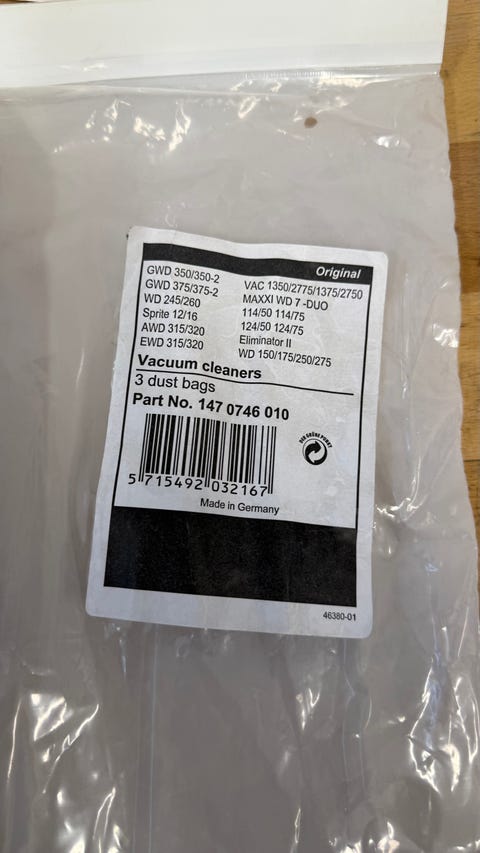 Original
GWD 350/350-2
GWD 375/375-2
WD 245/260
Sprite 12/16
AWD 315/320
EWD 315/320
VAC 1350/2775/1375/2750
MAXXI WD 7 -DUO
114/50 114/75
124/50 124/75
Eliminator II
WD 150/175/250/275
Vacuum cleaners
3 dust bags
Part No. 147 0746 010
DER GRÜNE PUNKT
5 715492 032167
Made in Germany
46380-01